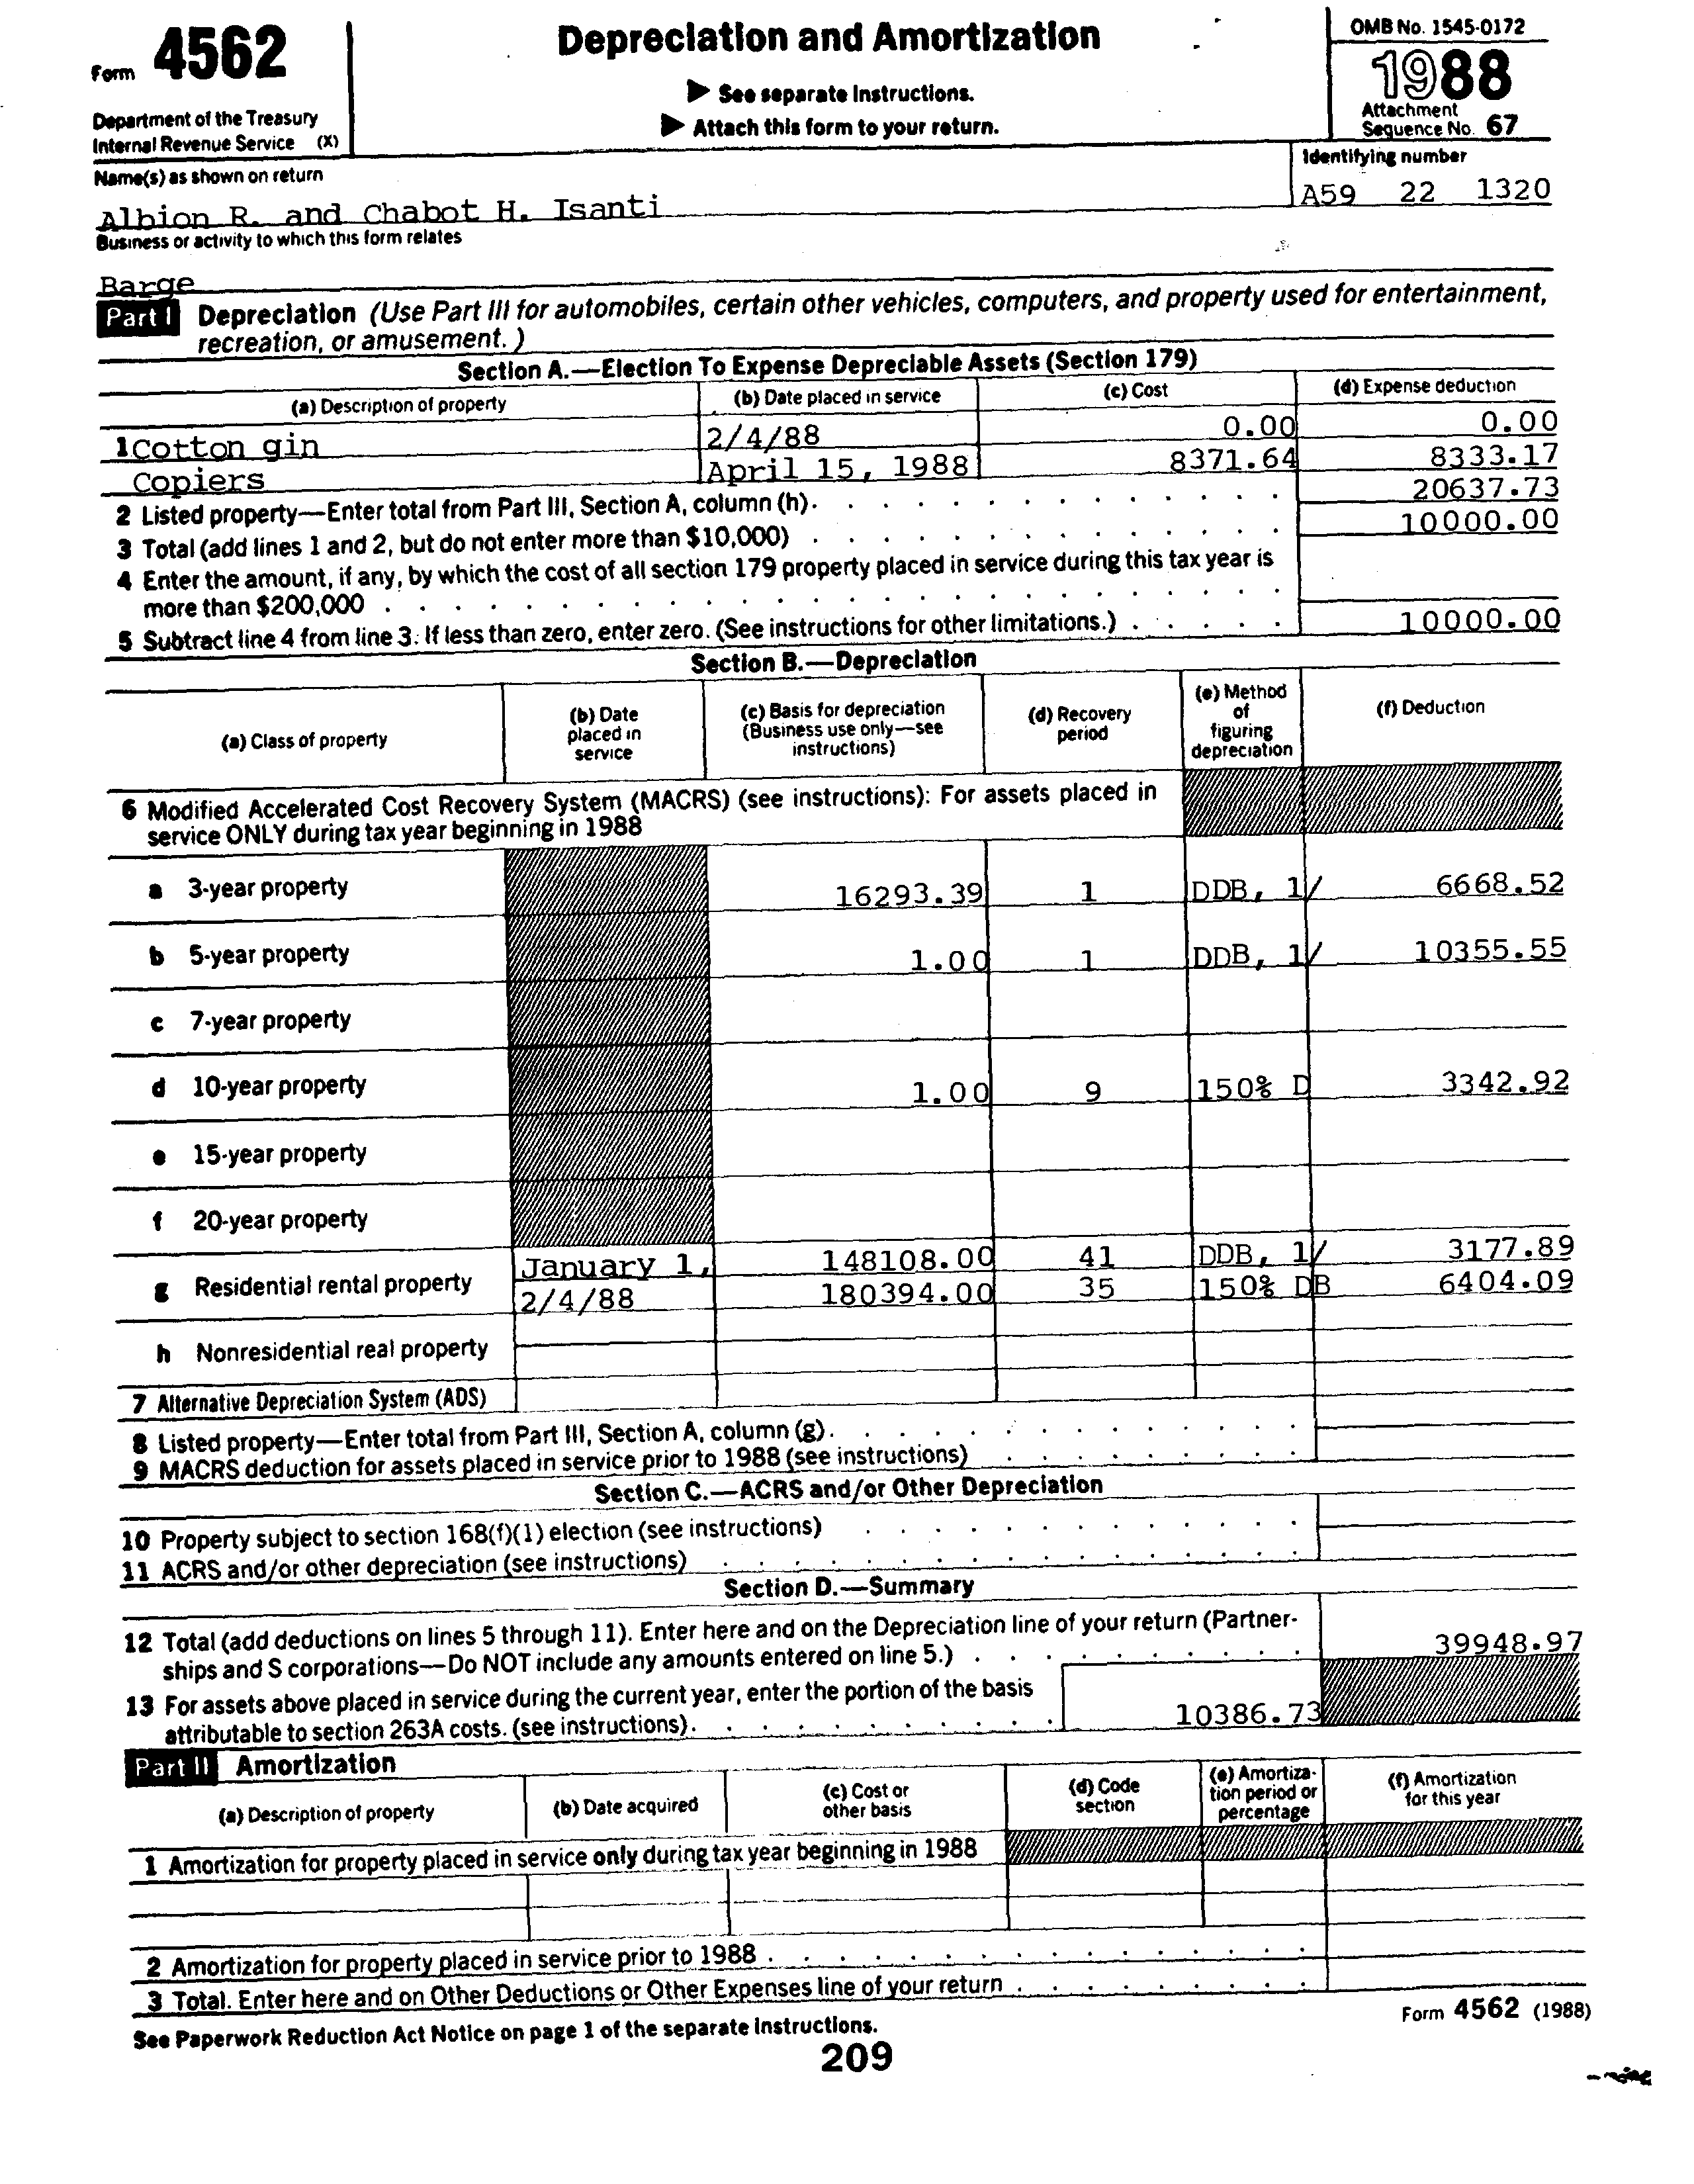 Form 4562
Department of the Treasury
Internal Revenue Service (X)
Depreciation and Amortization
▶ See separate Instructions.
▶ Attach this form to your return.
OMB No. 1545-0172
1988
Attachment
Sequence No. 67
Name(s) as shown on return
Identifying number
Albion R. and Chabot H. Isanti
A59 22 1320
Business or activity to which this form relates
Barge
Part I Depreciation (Use Part III for automobiles, certain other vehicles, computers, and property used for entertainment,
recreation, or amusement.)
Section A.—Election To Expense Depreciable Assets (Section 179)
(a) Description of property (b) Date placed in service (c) Cost (d) Expense deduction
1 Cotton gin 2/4/88 0.00 0.00
Copiers April 15, 1988 8371.64 8333.17
2 Listed property—Enter total from Part III, Section A, column (h). 20637.73
3 Total (add lines 1 and 2, but do not enter more than $10,000) 10000.00
4 Enter the amount, if any, by which the cost of all section 179 property placed in service during this tax year is
more than $200,000
5 Subtract line 4 from line 3. If less than zero, enter zero. (See instructions for other limitations.) 10000.00
Section B.—Depreciation
(a) Class of property (b) Date placed in service (c) Basis for depreciation (Business use only—see instructions) (d) Recovery period (e) Method of figuring depreciation (f) Deduction
6 Modified Accelerated Cost Recovery System (MACRS) (see instructions): For assets placed in
service ONLY during tax year beginning in 1988
a 3-year property 16293.39 1 DDB, 1/ 6668.52
b 5-year property 1.00 1 DDB, 1/ 10355.55
c 7-year property
d 10-year property 1.00 9 150% D 3342.92
e 15-year property
f 20-year property
January 1, 148108.00 41 DDB, 1/ 3177.89
g Residential rental property
2/4/88 180394.00 35 150% DB 6404.09
h Nonresidential real property
7 Alternative Depreciation System (ADS)
8 Listed property—Enter total from Part III, Section A, column (g).
9 MACRS deduction for assets placed in service prior to 1988 (see instructions)
Section C.—ACRS and/or Other Depreciation
10 Property subject to section 168(f)(1) election (see instructions)
11 ACRS and/or other depreciation (see instructions)
Section D.—Summary
12 Total (add deductions on lines 5 through 11). Enter here and on the Depreciation line of your return (Partner-
ships and S corporations—Do NOT include any amounts entered on line 5.) 39948.97
13 For assets above placed in service during the current year, enter the portion of the basis
attributable to section 263A costs. (see instructions). 10386.73
Part II Amortization
(a) Description of property (b) Date acquired (c) Cost or other basis (d) Code section (e) Amortiza-tion period or percentage (f) Amortization for this year
1 Amortization for property placed in service only during tax year beginning in 1988
2 Amortization for property placed in service prior to 1988
3 Total. Enter here and on Other Deductions or Other Expenses line of your return
See Paperwork Reduction Act Notice on page 1 of the separate Instructions.
Form 4562 (1988)
209